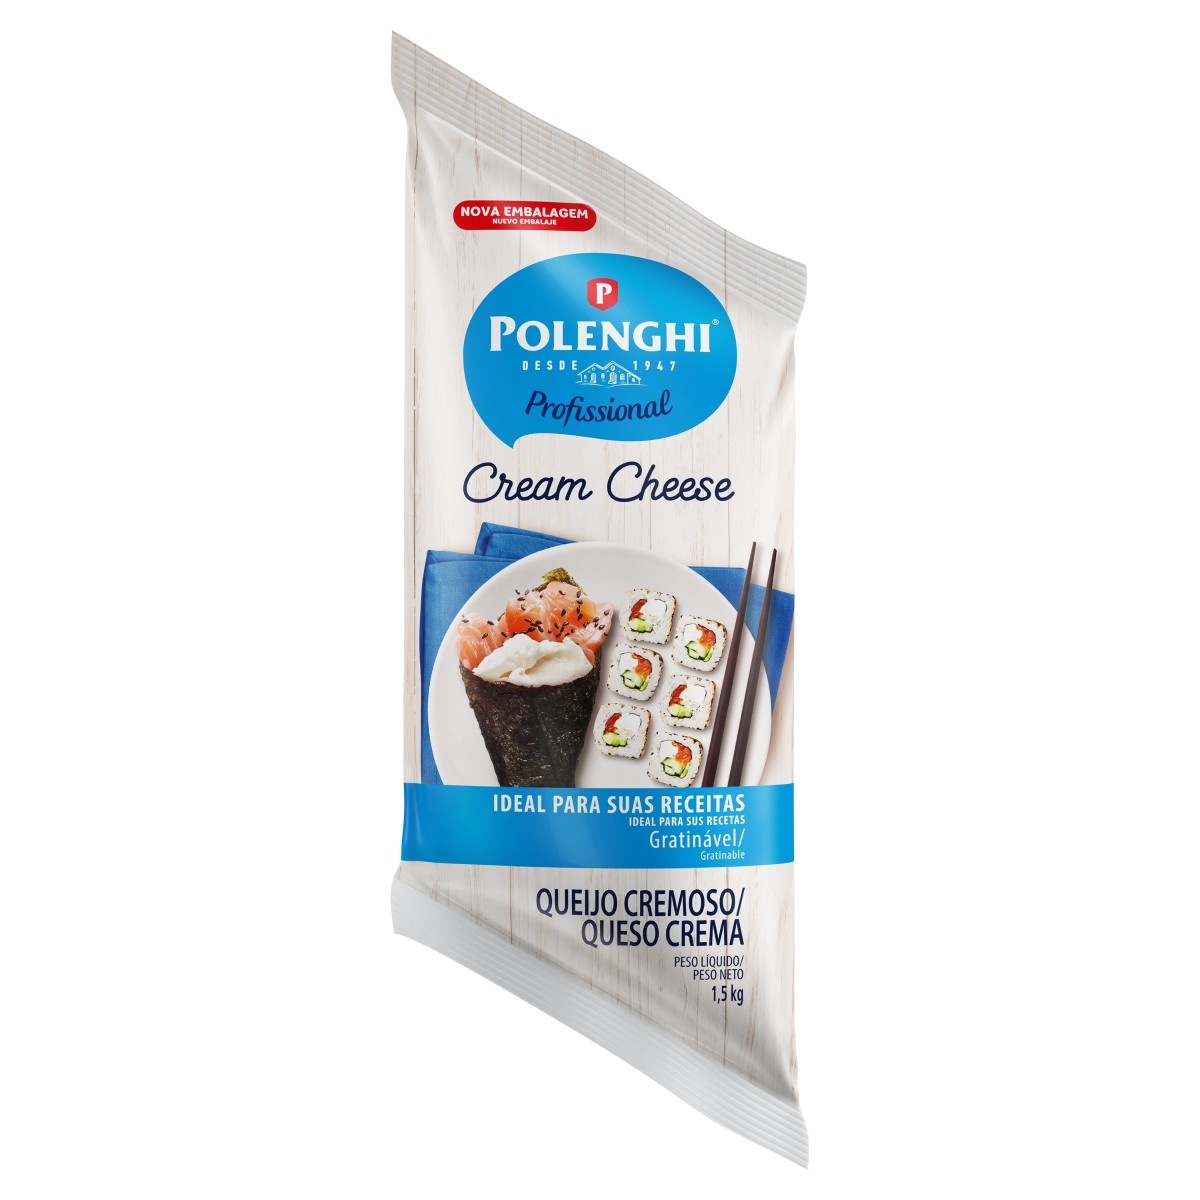 NOVA EMBALAGEM
NUEVO EMBALAJE
P
POLENGHI®
DESDE 1947
Profissional
Cream Cheese
IDEAL PARA SUAS RECEITAS
IDEAL PARA SUS RECETAS
Gratinável/
Gratinable
QUEIJO CREMOSO/
QUESO CREMA
PESO LÍQUIDO/
PESO NETO
1,5 kg